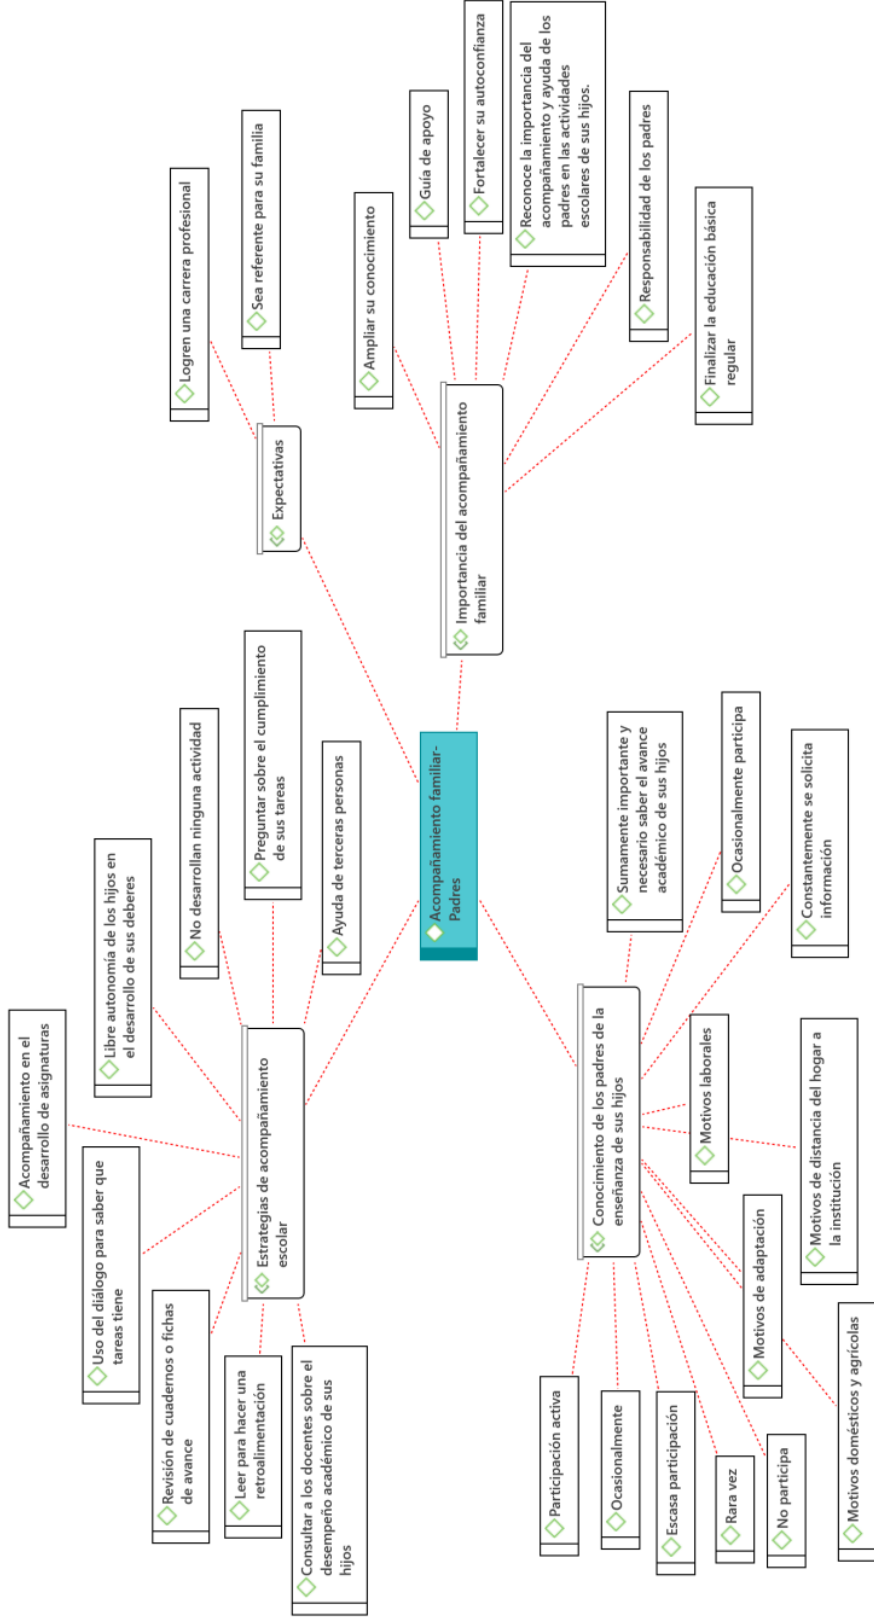 Acompañamiento en el
desarrollo de asignaturas
Uso del diálogo para saber que
tareas tiene
Libre autonomía de los hijos en
el desarrollo de sus deberes
Revisión de cuadernos o fichas
de avance
No desarrollan ninguna actividad
Leer para hacer una
retroalimentación
Preguntar sobre el cumplimiento
de sus tareas
Consultar a los docentes sobre el
desempeño académico de sus
hijos
Ayuda de terceras personas
Estrategias de acompañamiento
escolar
Logren una carrera profesional
Sea referente para su familia
Expectativas
Acompañamiento familiar-
Padres
Importancia del acompañamiento
familiar
Ampliar su conocimiento
Guía de apoyo
Fortalecer su autoconfianza
Reconoce la importancia del
acompañamiento y ayuda de los
padres en las actividades
escolares de sus hijos.
Responsabilidad de los padres
Finalizar la educación básica
regular
Conocimiento de los padres de la
enseñanza de sus hijos
Sumamente importante y
necesario saber el avance
académico de sus hijos
Ocasionalmente participa
Constantemente se solicita
información
Motivos laborales
Motivos de distancia del hogar a
la institución
Motivos de adaptación
Motivos domésticos y agrícolas
Participación activa
Ocasionalmente
Escasa participación
Rara vez
No participa